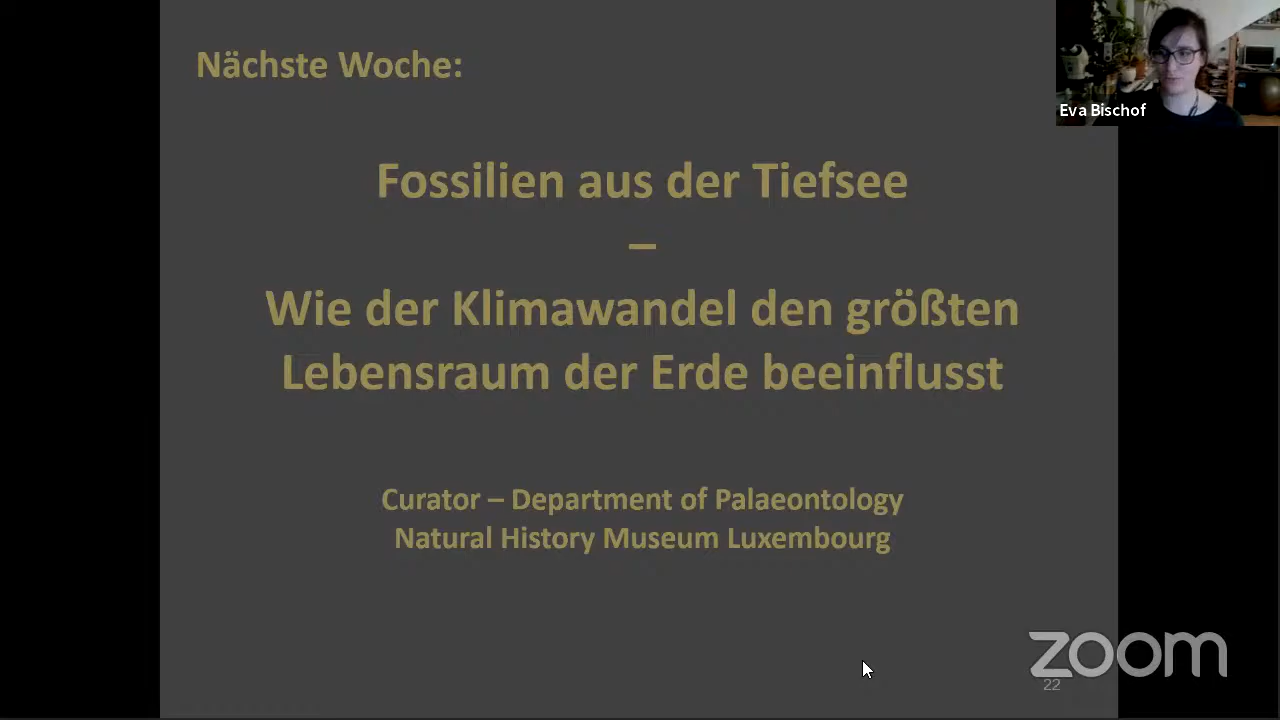 Nächste Woche:
Eva Bischof
Fossilien aus der Tiefsee
–
Wie der Klimawandel den größten
Lebensraum der Erde beeinflusst
Curator – Department of Palaeontology
Natural History Museum Luxembourg
zoom
22